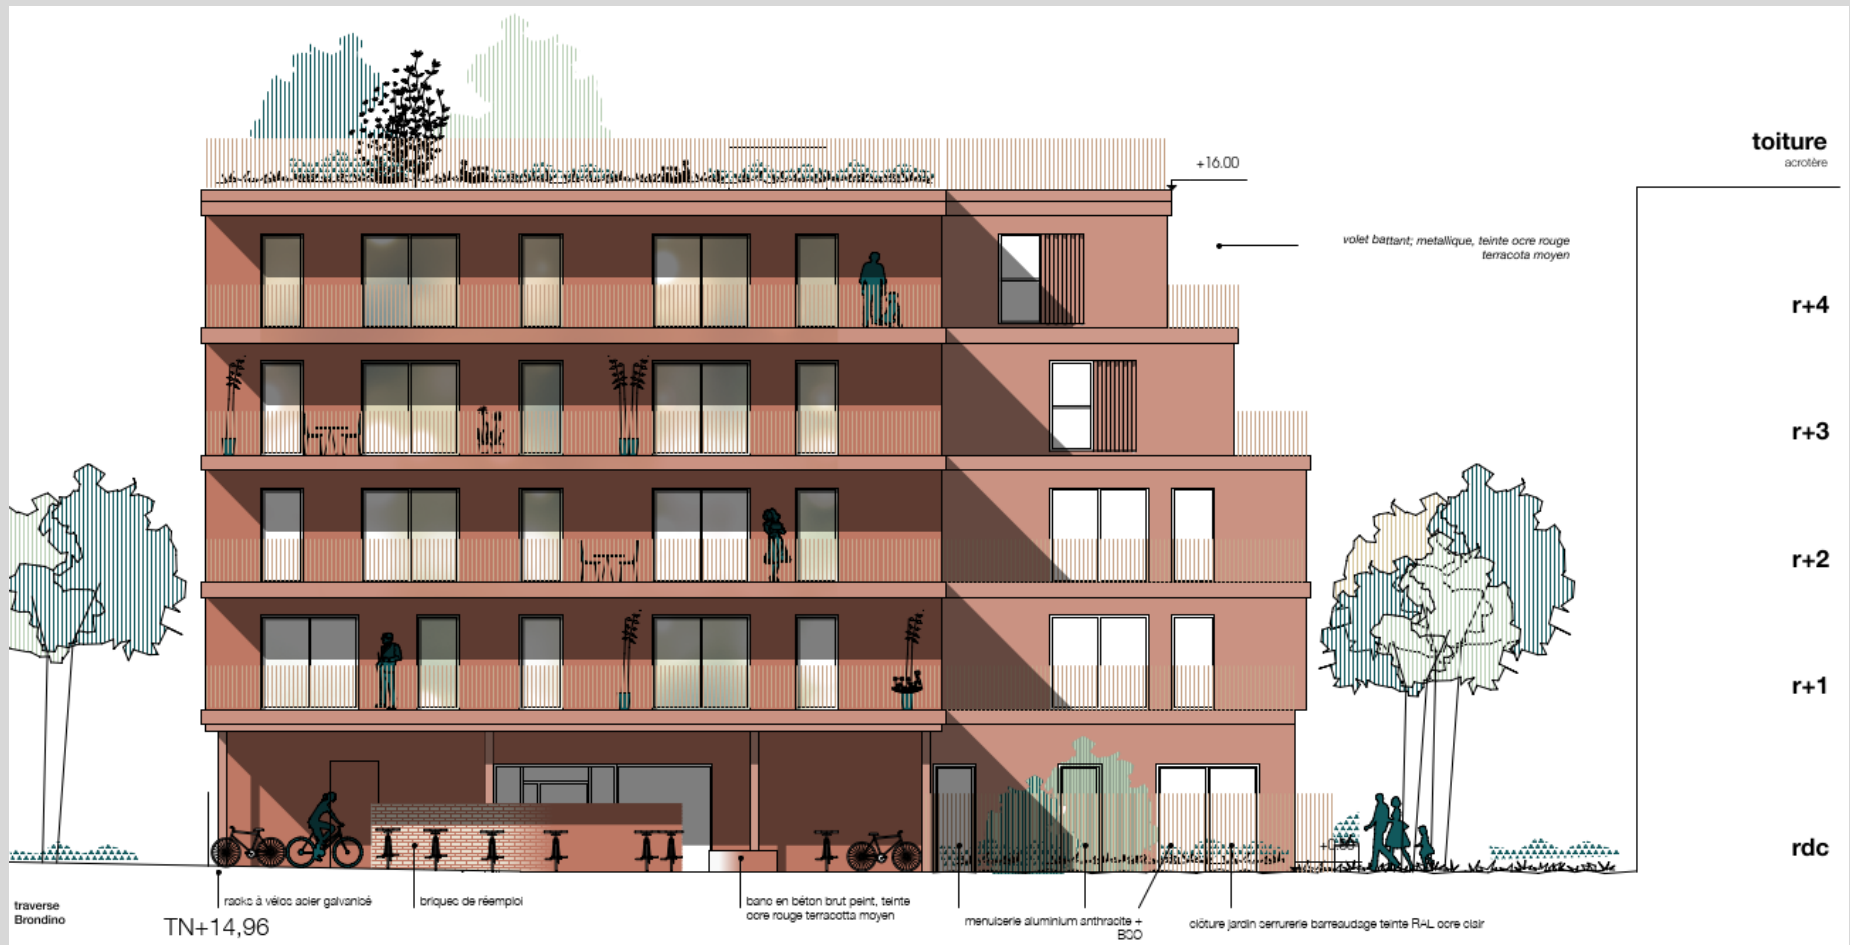 toiture
acrotère
+16.00
volet battant; metallique, teinte ocre rouge
terracota moyen
r+4
r+3
r+2
r+1
rdc
racks à vélos acier galvanisé
briques de réemploi
banc en béton brut peint, teinte
ocre rouge terracotta moyen
menuiserie aluminium anthracite +
BSO
clôture jardin serrurerie barreaudage teinte RAL ocre clair
traverse
Brondino
TN+14,96